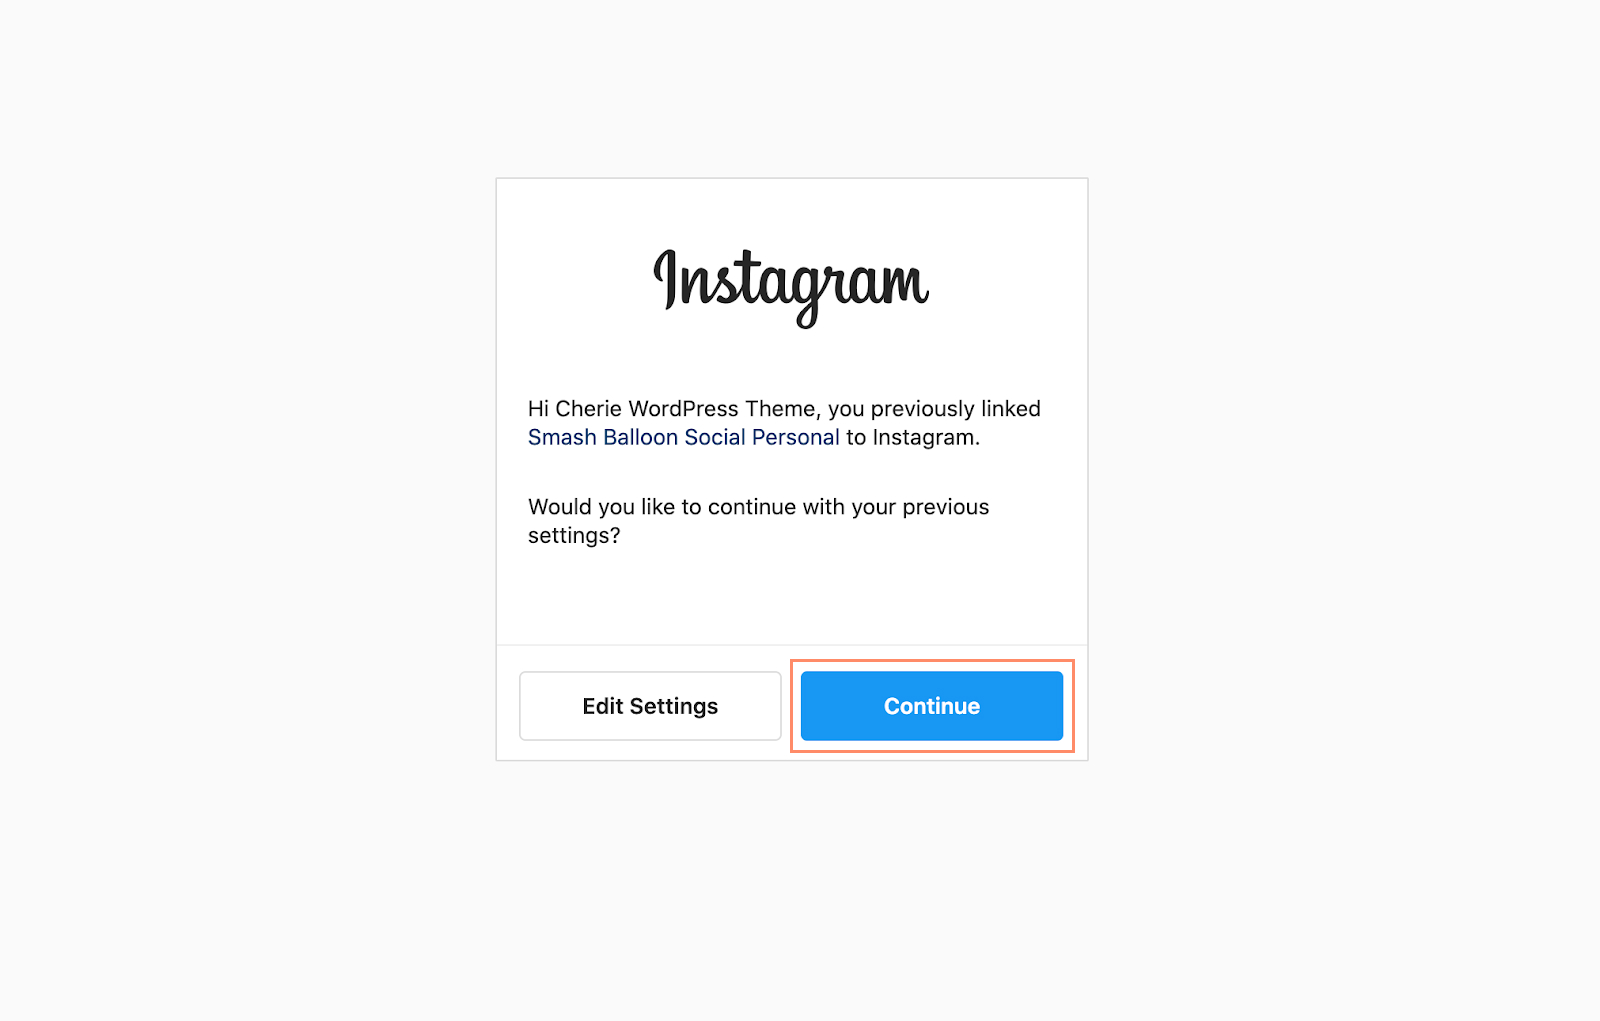 Instagram
Hi Cherie WordPress Theme, you previously linked
Smash Balloon Social Personal to Instagram.
Would you like to continue with your previous
settings?
Edit Settings
Continue